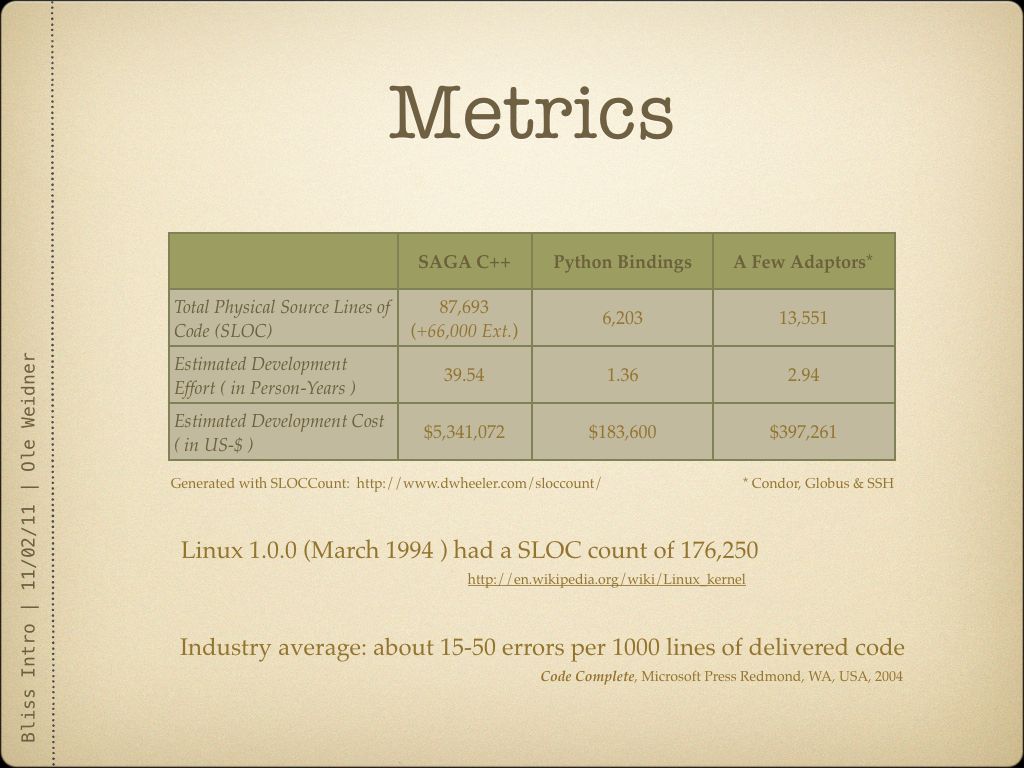 Metrics
SAGA C++ Python Bindings A Few Adaptors*
Total Physical Source Lines of
Code (SLOC)
87,693
(+66,000 Ext.)
6,203
13,551
Estimated Development
Effort ( in Person-Years )
39.54
1.36
2.94
Estimated Development Cost
( in US-$ )
$5,341,072
$183,600
$397,261
Generated with SLOCCount: http://www.dwheeler.com/sloccount/
* Condor, Globus & SSH
Linux 1.0.0 (March 1994 ) had a SLOC count of 176,250
http://en.wikipedia.org/wiki/Linux_kernel
Industry average: about 15-50 errors per 1000 lines of delivered code
Code Complete, Microsoft Press Redmond, WA, USA, 2004
Bliss Intro | 11/02/11 | Ole Weidner